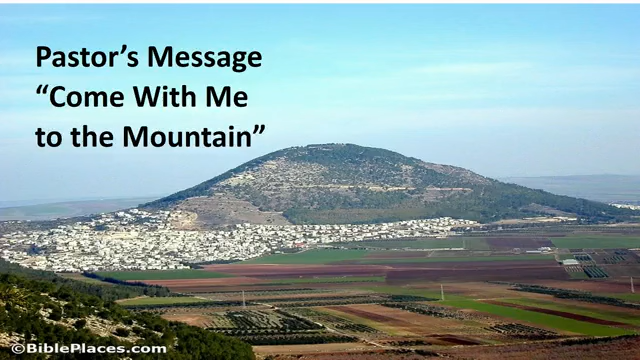 Pastor’s Message
“Come With Me
to the Mountain”
©BiblePlaces.com